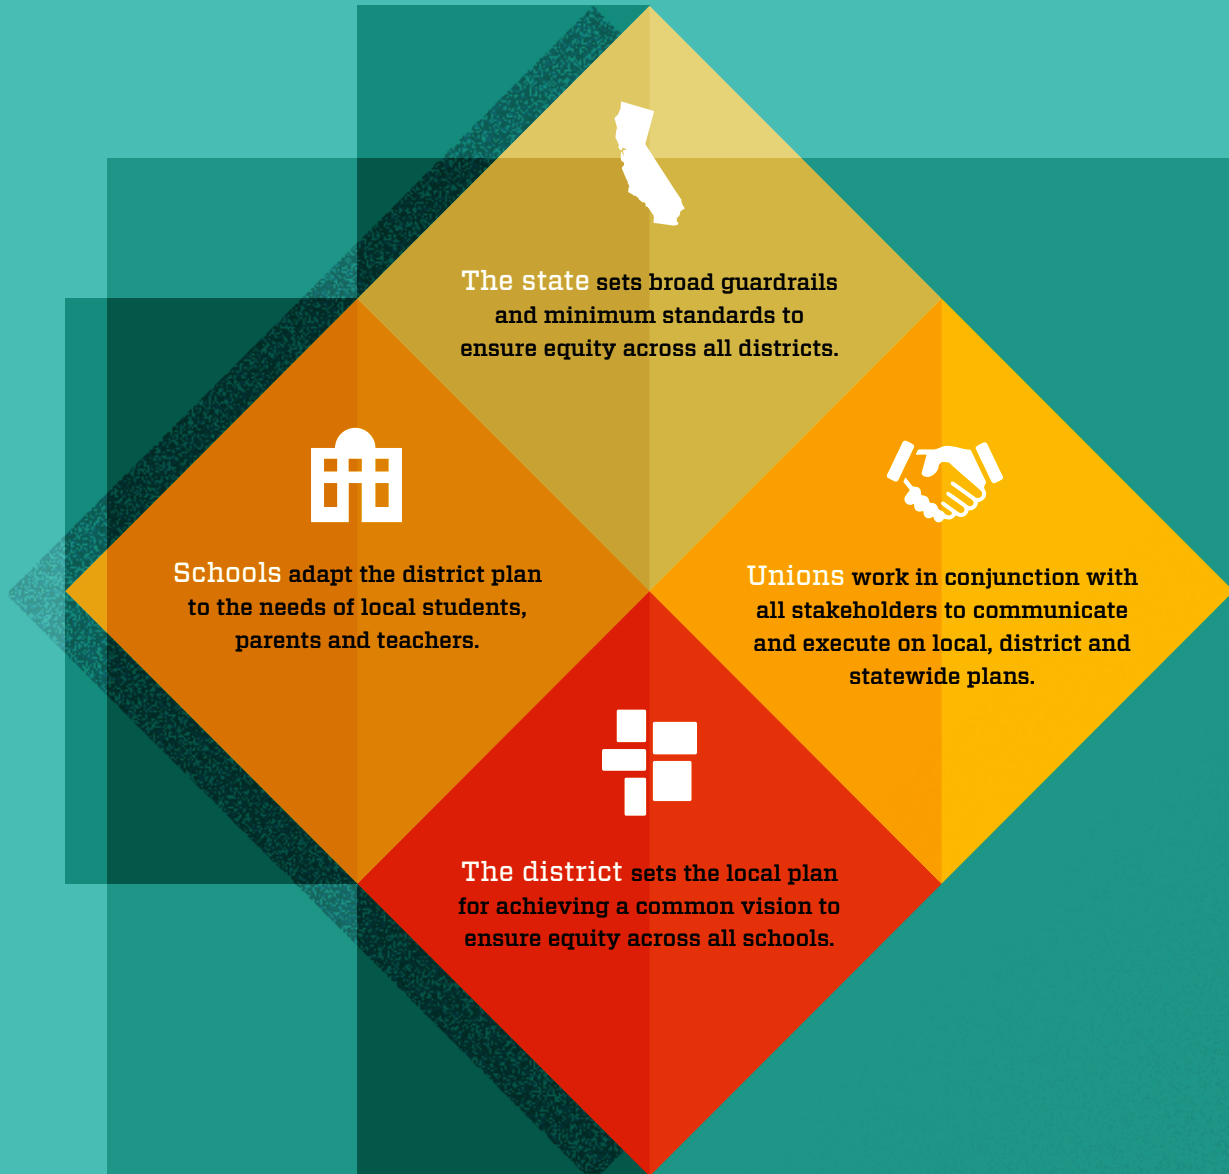 The state sets broad guardrails
and minimum standards to
ensure equity across all districts.
Schools adapt the district plan
to the needs of local students,
parents and teachers.
Unions work in conjunction with
all stakeholders to communicate
and execute on local, district and
statewide plans.
The district sets the local plan
for achieving a common vision to
ensure equity across all schools.